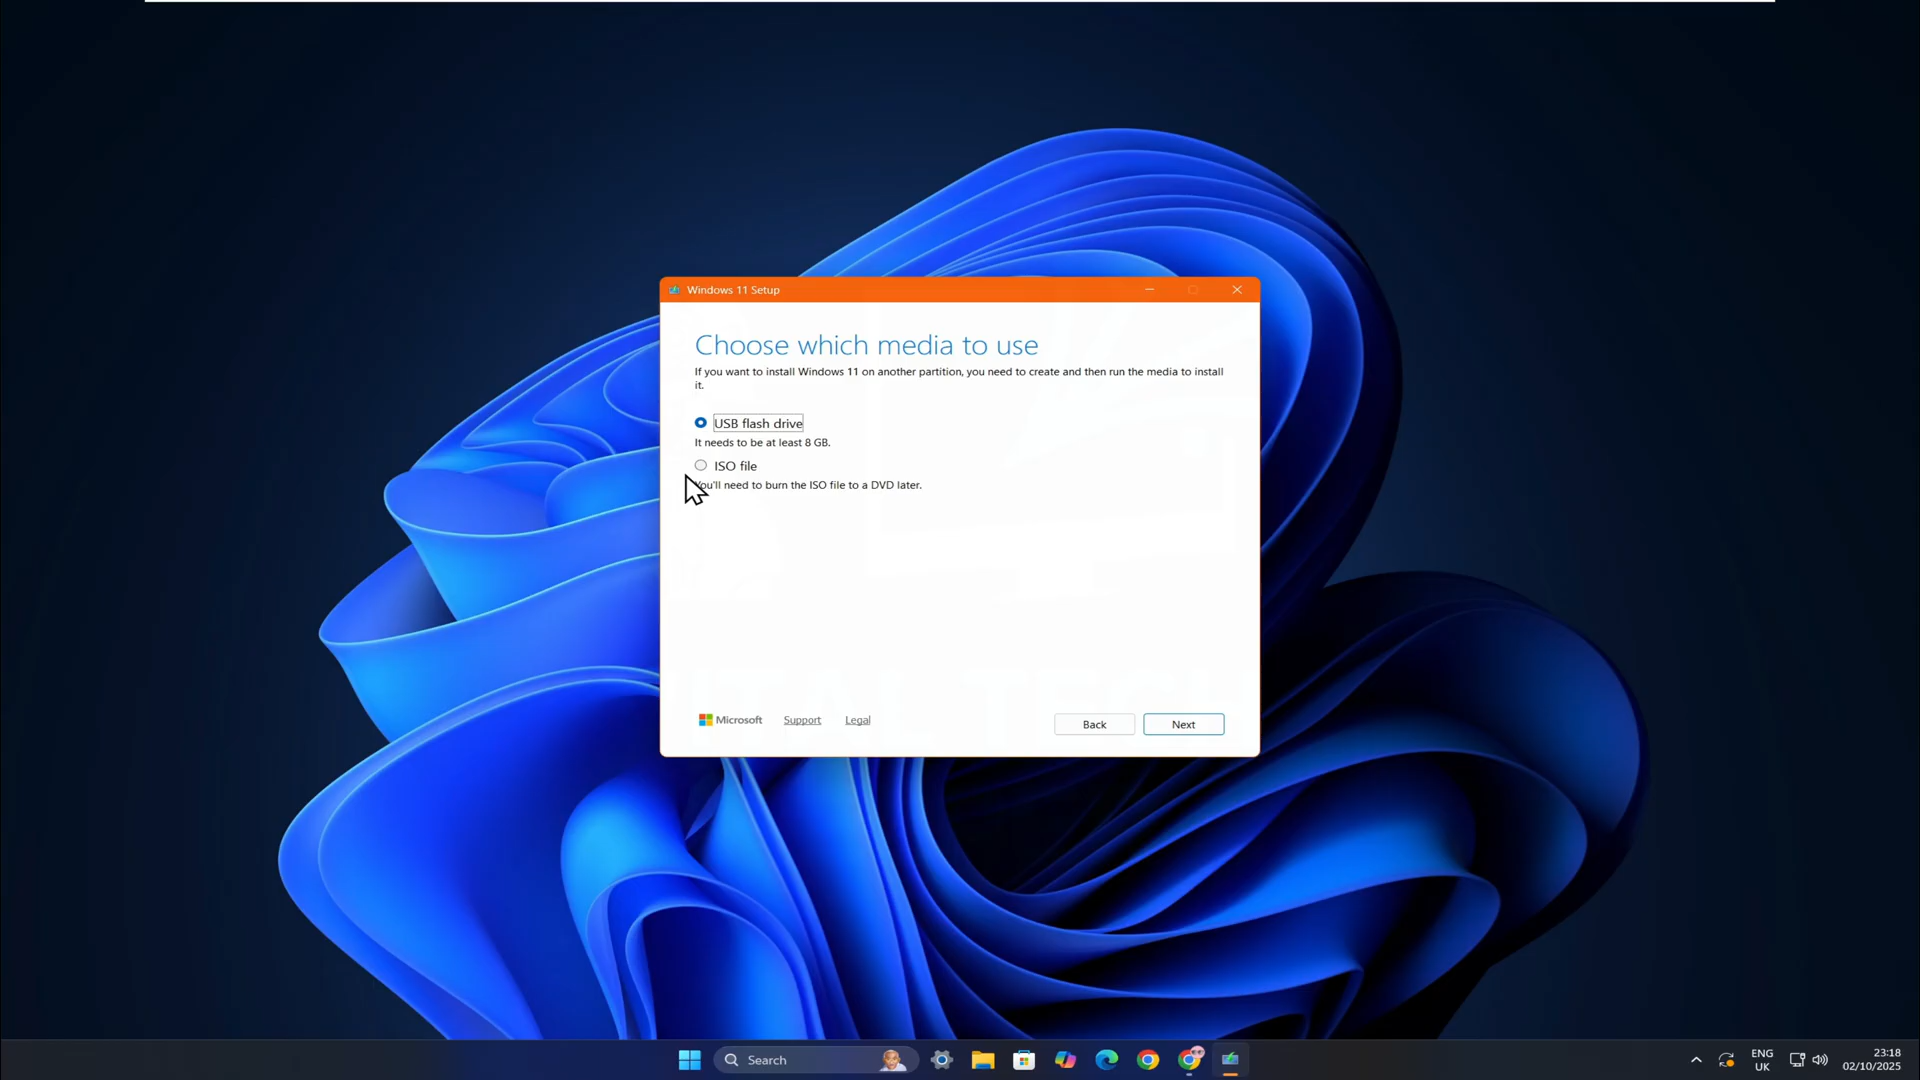 Windows 11 Setup
Choose which media to use
If you want to install Windows 11 on another partition, you need to create and then run the media to install
it.
USB flash drive
It needs to be at least 8 GB.
ISO file
You'll need to burn the ISO file to a DVD later.
ITAL TECH
Microsoft Support Legal Back Next
Search
ENG
UK
23:18
02/10/2025